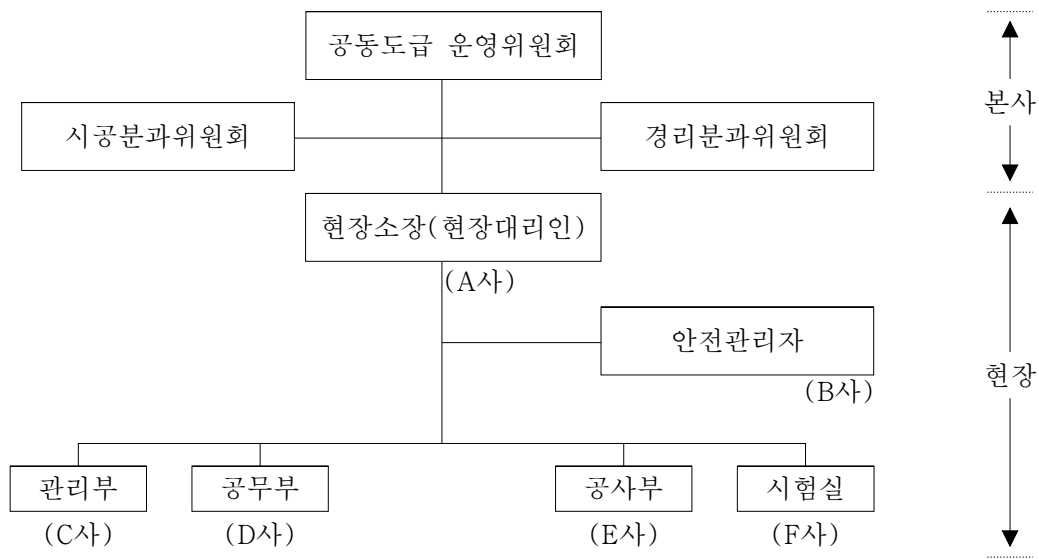 공동도급 운영위원회
본사
시공분과위원회
경리분과위원회
현장소장(현장대리인)
(A사)
안전관리자
(B사)
현장
관리부
공무부
공사부
시험실
(C사)
(D사)
(E사)
(F사)